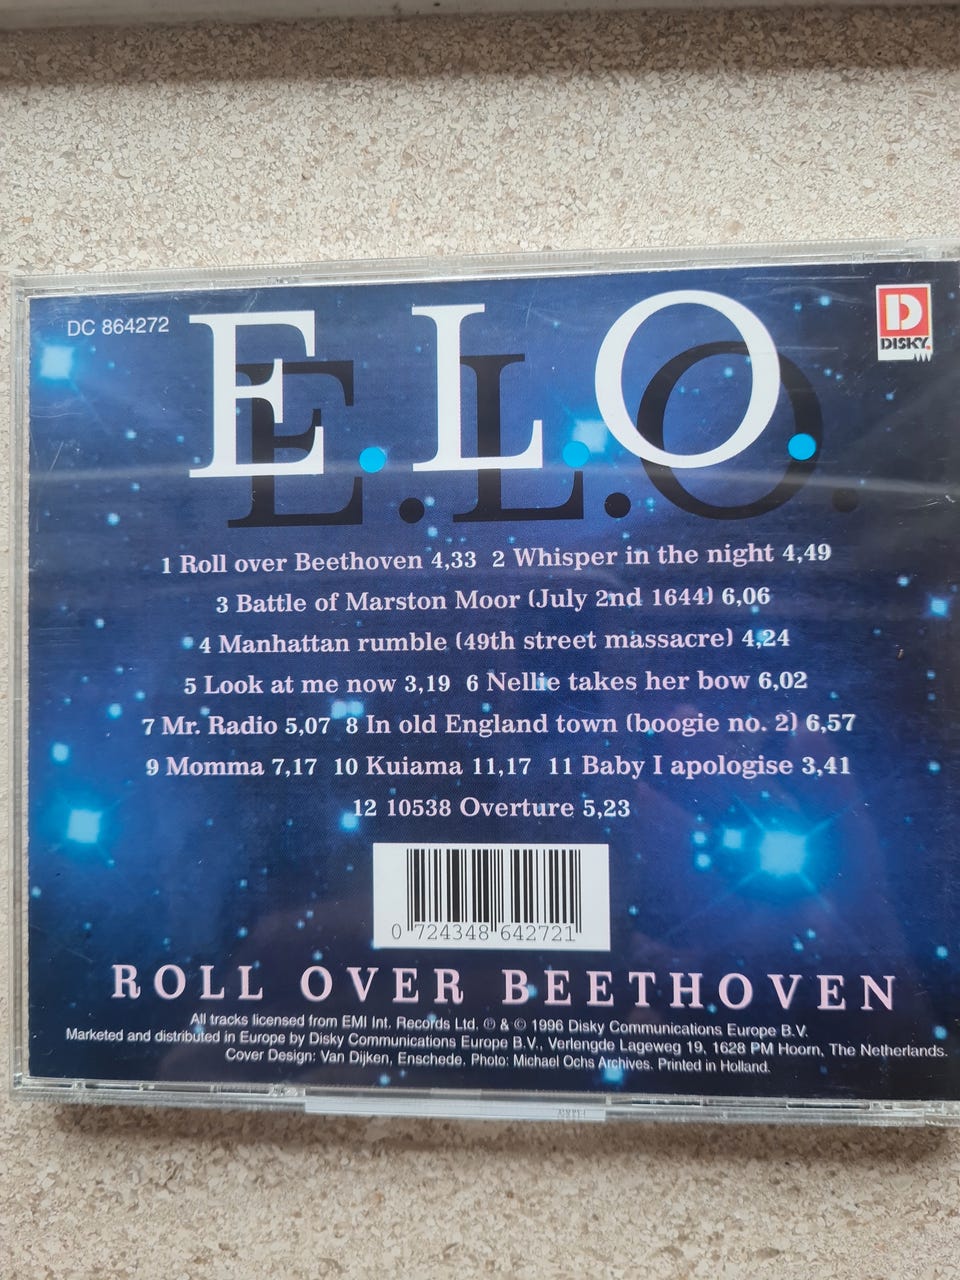 DC 864272
E.L.O.
D
DISKY.
1 Roll over Beethoven 4,33 2 Whisper in the night 4,49
3 Battle of Marston Moor (July 2nd 1644) 6,06
4 Manhattan rumble (49th street massacre) 4,24
5 Look at me now 3,19 6 Nellie takes her bow 6,02
7 Mr. Radio 5,07 8 In old England town (boogie no. 2) 6,57
9 Momma 7,17 10 Kuiama 11,17 11 Baby I apologise 3,41
12 10538 Overture 5,23
0 724348 642721
ROLL OVER BEETHOVEN
All tracks licensed from EMI Int. Records Ltd. ℗ & © 1996 Disky Communications Europe B.V.
Marketed and distributed in Europe by Disky Communications Europe B.V., Verlengde Lageweg 19, 1628 PM Hoorn, The Netherlands.
Cover Design: Van Dijken, Enschede, Photo: Michael Ochs Archives. Printed in Holland.